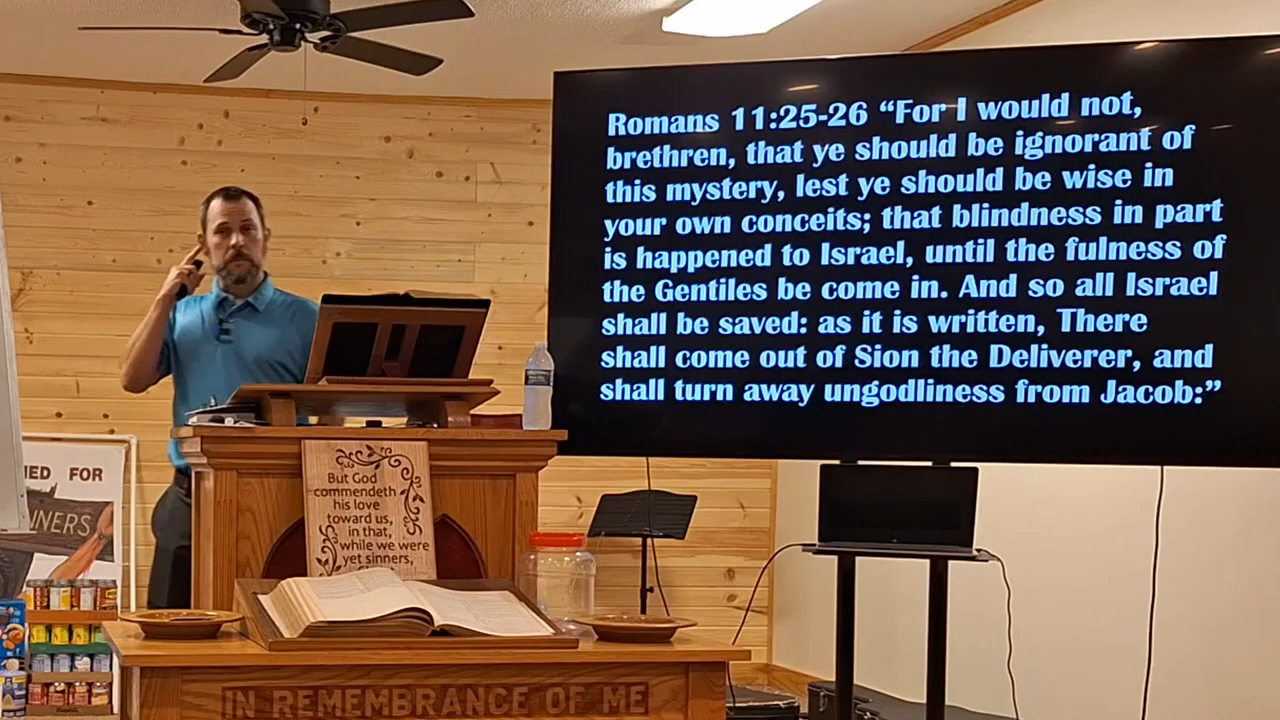 Romans 11:25-26 “For I would not,
brethren, that ye should be ignorant of
this mystery, lest ye should be wise in
your own conceits; that blindness in part
is happened to Israel, until the fulness of
the Gentiles be come in. And so all Israel
shall be saved: as it is written, There
shall come out of Sion the Deliverer, and
shall turn away ungodliness from Jacob:”
IED FOR
NNERS
But God
commendeth
his love
toward us,
in that,
while we were
yet sinners,
IN REMEMBRANCE OF ME